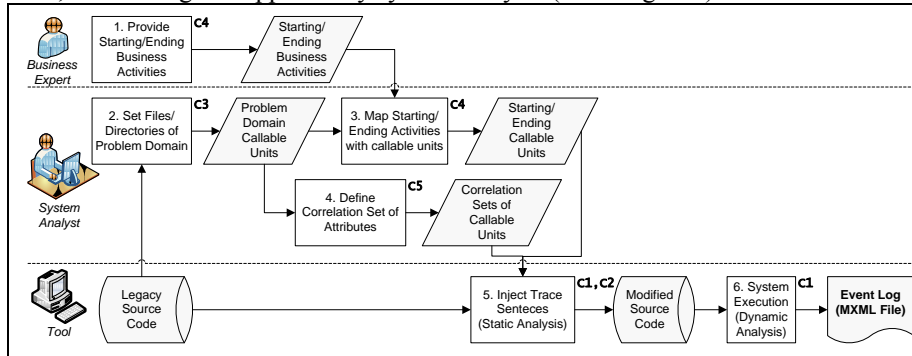 1. Provide
Starting/Ending
Business
Activities
C4
Starting/
Ending
Business
Activities
Business
Expert
2. Set Files/
Directories of
Problem Domain
C3
Problem
Domain
Callable
Units
3. Map Starting/
Ending Activities
with callable units
C4
Starting/
Ending
Callable
Units
4. Define
Correlation Set of
Attributes
C5
Correlation
Sets of
Callable
Units
System
Analyst
Legacy
Source
Code
5. Inject Trace
Senteces
(Static Analysis)
C1, C2
Modified
Source
Code
6. System
Execution
(Dynamic
Analysis)
C1
Event Log
(MXML File)
Tool